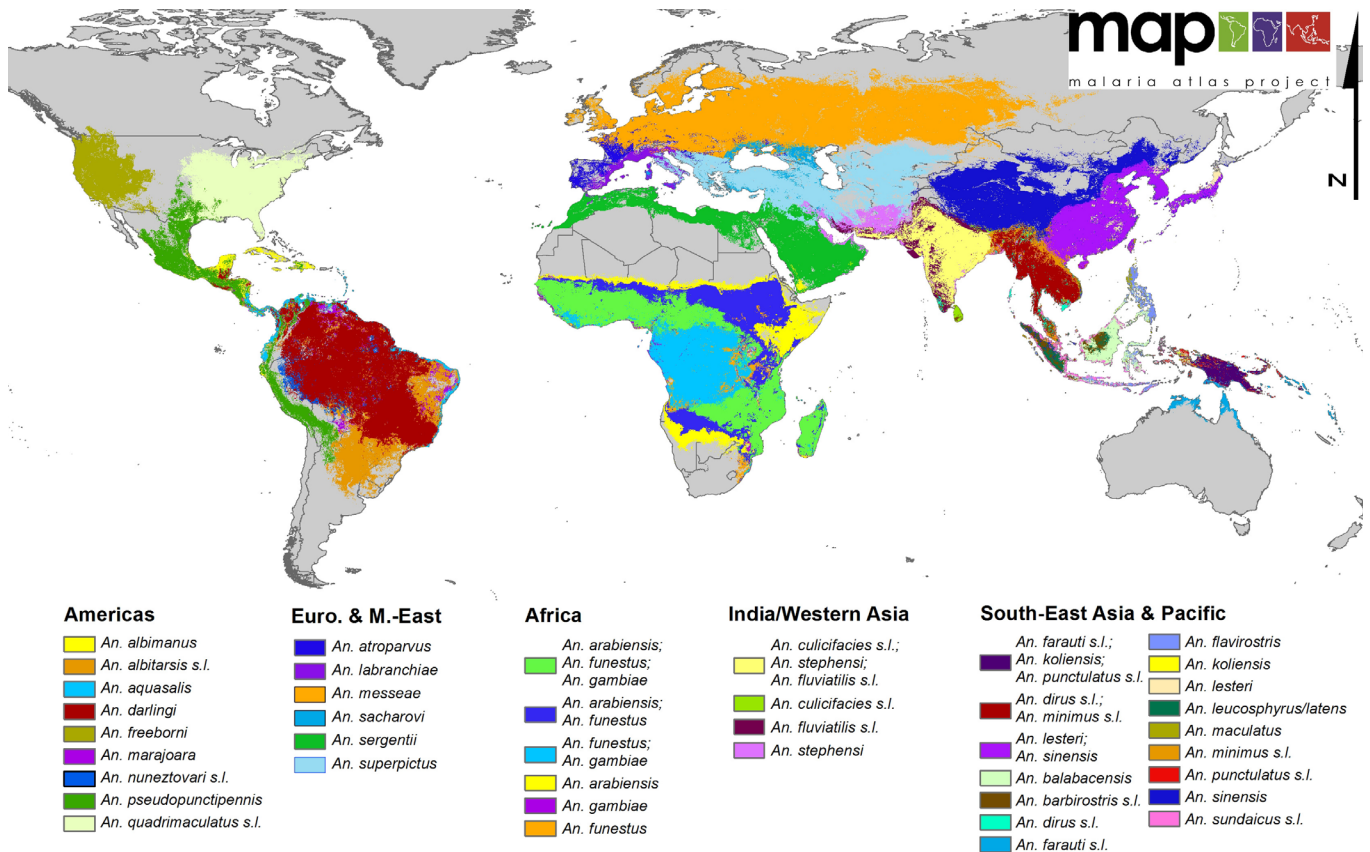 map
malaria atlas project
N
Americas
An. albimanus
An. albitarsis s.l.
An. aquasalis
An. darlingi
An. freeborni
An. marajoara
An. nuneztovari s.l.
An. pseudopunctipennis
An. quadrimaculatus s.l.
Euro. & M.-East
An. atroparvus
An. labranchiae
An. messeae
An. sacharovi
An. sergentii
An. superpictus
Africa
An. arabiensis;
An. funestus;
An. gambiae
An. arabiensis;
An. funestus
An. funestus;
An. gambiae
An. arabiensis
An. gambiae
An. funestus
India/Western Asia
An. culicifacies s.l.;
An. stephensi;
An. fluviatilis s.l.
An. culicifacies s.l.
An. fluviatilis s.l.
An. stephensi
South-East Asia & Pacific
An. farauti s.l.;
An. koliensis;
An. punctulatus s.l.
An. dirus s.l.;
An. minimus s.l.
An. lesteri;
An. sinensis
An. balabacensis
An. barbirostris s.l.
An. dirus s.l.
An. farauti s.l.
An. flavirostris
An. koliensis
An. lesteri
An. leucosphyrus/latens
An. maculatus
An. minimus s.l.
An. punctulatus s.l.
An. sinensis
An. sundaicus s.l.